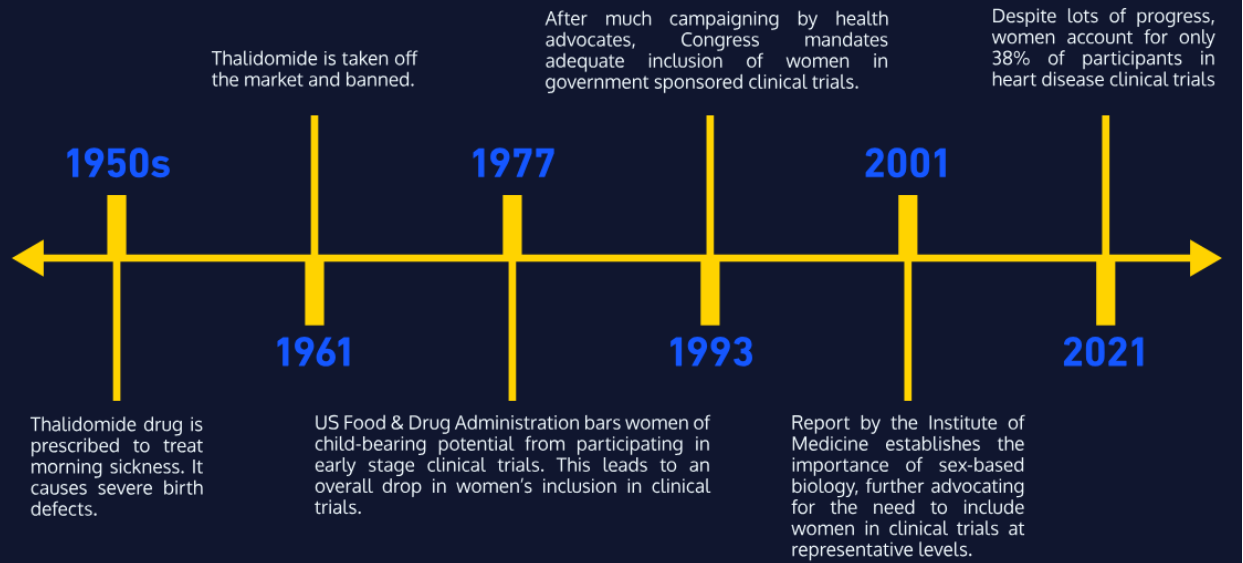 1950s
Thalidomide drug is
prescribed to treat
morning sickness. It
causes severe birth
defects.
Thalidomide is taken off
the market and banned.
1961
1977
US Food & Drug Administration bars women of
child-bearing potential from participating in
early stage clinical trials. This leads to an
overall drop in women’s inclusion in clinical
trials.
After much campaigning by health
advocates, Congress mandates
adequate inclusion of women in
government sponsored clinical trials.
1993
2001
Report by the Institute of
Medicine establishes the
importance of sex-based
biology, further advocating
for the need to include
women in clinical trials at
representative levels.
Despite lots of progress,
women account for only
38% of participants in
heart disease clinical trials
2021